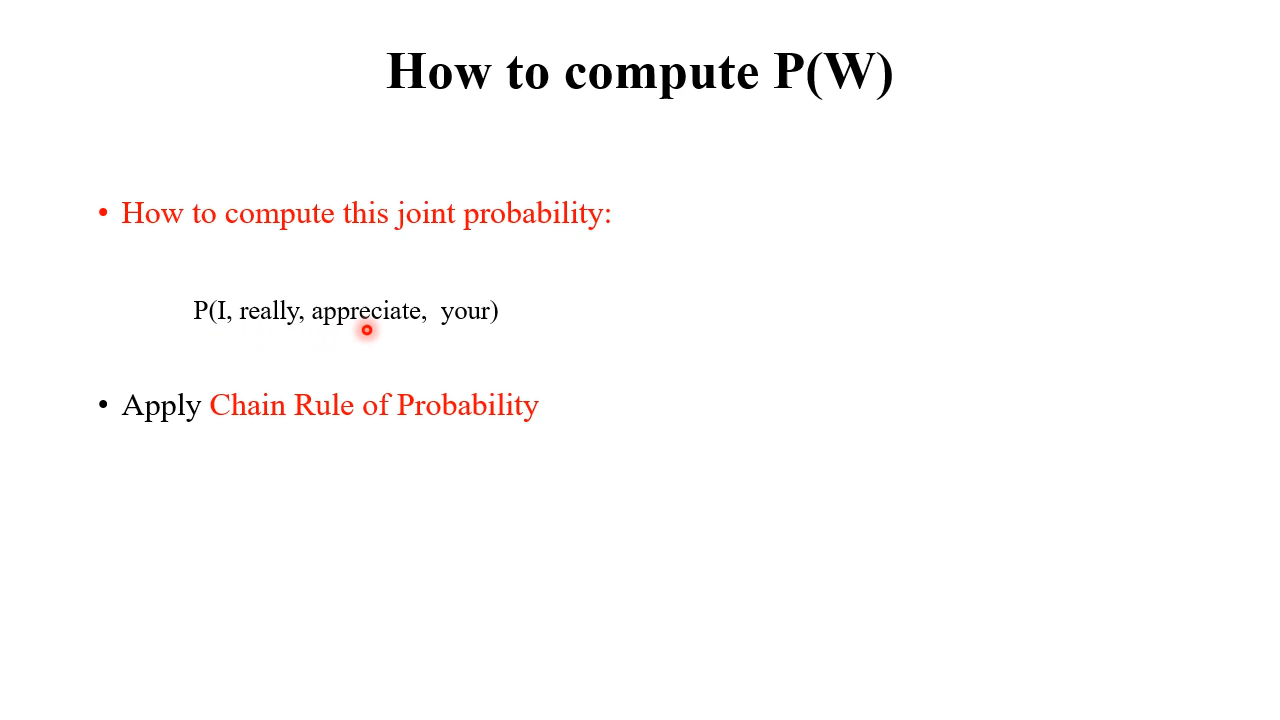 How to compute P(W)
• How to compute this joint probability:
P(I, really, appreciate,  your)
• Apply Chain Rule of Probability